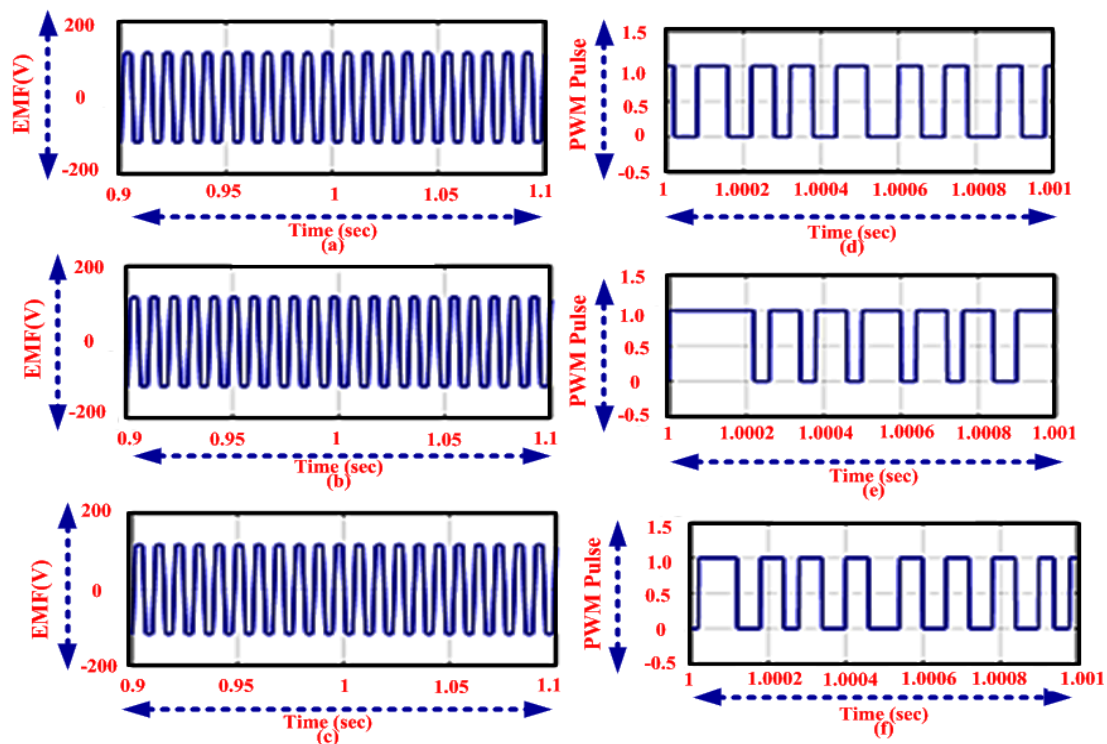 200
0
-200
EMF(V)
0.9 0.95 1 1.05 1.1
Time (sec)
(a)
1.5
1.0
0.5
0
-0.5
PWM Pulse
1 1.0002 1.0004 1.0006 1.0008 1.001
Time (sec)
(d)
200
0
-200
EMF(V)
0.9 0.95 1 1.05 1.1
Time (sec)
(b)
1.5
1.0
0.5
0
-0.5
PWM Pulse
1 1.0002 1.0004 1.0006 1.0008 1.001
Time (sec)
(e)
200
0
-200
EMF(V)
0.9 0.95 1 1.05 1.1
Time (sec)
(c)
1.5
1.0
0.5
0
-0.5
PWM Pulse
1 1.0002 1.0004 1.0006 1.0008 1.001
Time (sec)
(f)